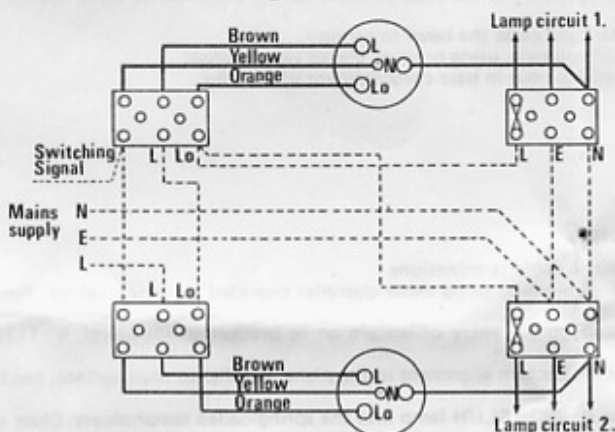 Lamp circuit 1.
Brown
Yellow
Orange
L
N
Lo
Switching
Signal
L
Lo
L
E
N
Mains
supply
N
E
L
L
Lo
Brown
Yellow
Orange
L
N
Lo
L
E
N
Lamp circuit 2.